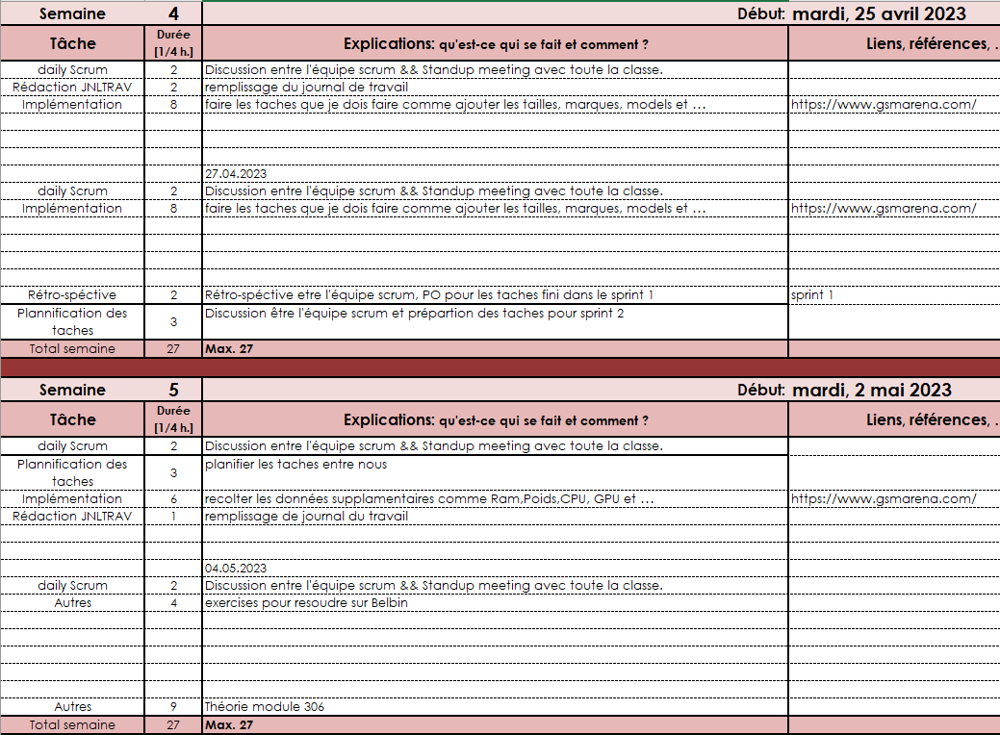 Semaine 4 Début: mardi, 25 avril 2023
Tâche Durée [1/4 h.] Explications: qu'est-ce qui se fait et comment ? Liens, références, .
daily Scrum 2 Discussion entre l'équipe scrum && Standup meeting avec toute la classe.
Rédaction JNLTRAV 2 remplissage du journal de travail
Implémentation 8 faire les taches que je dois faire comme ajouter les tailles, marques, models et ... https://www.gsmarena.com/
27.04.2023
daily Scrum 2 Discussion entre l'équipe scrum && Standup meeting avec toute la classe.
Implémentation 8 faire les taches que je dois faire comme ajouter les tailles, marques, models et ... https://www.gsmarena.com/
Rétro-spéctive 2 Rétro-spéctive etre l'équipe scrum, PO pour les taches fini dans le sprint 1 sprint 1
Plannification des taches 3 Discussion être l'équipe scrum et prépartion des taches pour sprint 2
Total semaine 27 Max. 27
Semaine 5 Début: mardi, 2 mai 2023
Tâche Durée [1/4 h.] Explications: qu'est-ce qui se fait et comment ? Liens, références, .
daily Scrum 2 Discussion entre l'équipe scrum && Standup meeting avec toute la classe.
Plannification des taches 3 planifier les taches entre nous
Implémentation 6 recolter les données supplamentaires comme Ram,Poids,CPU, GPU et ... https://www.gsmarena.com/
Rédaction JNLTRAV 1 remplissage de journal du travail
04.05.2023
daily Scrum 2 Discussion entre l'équipe scrum && Standup meeting avec toute la classe.
Autres 4 exercises pour resoudre sur Belbin
Autres 9 Théorie module 306
Total semaine 27 Max. 27